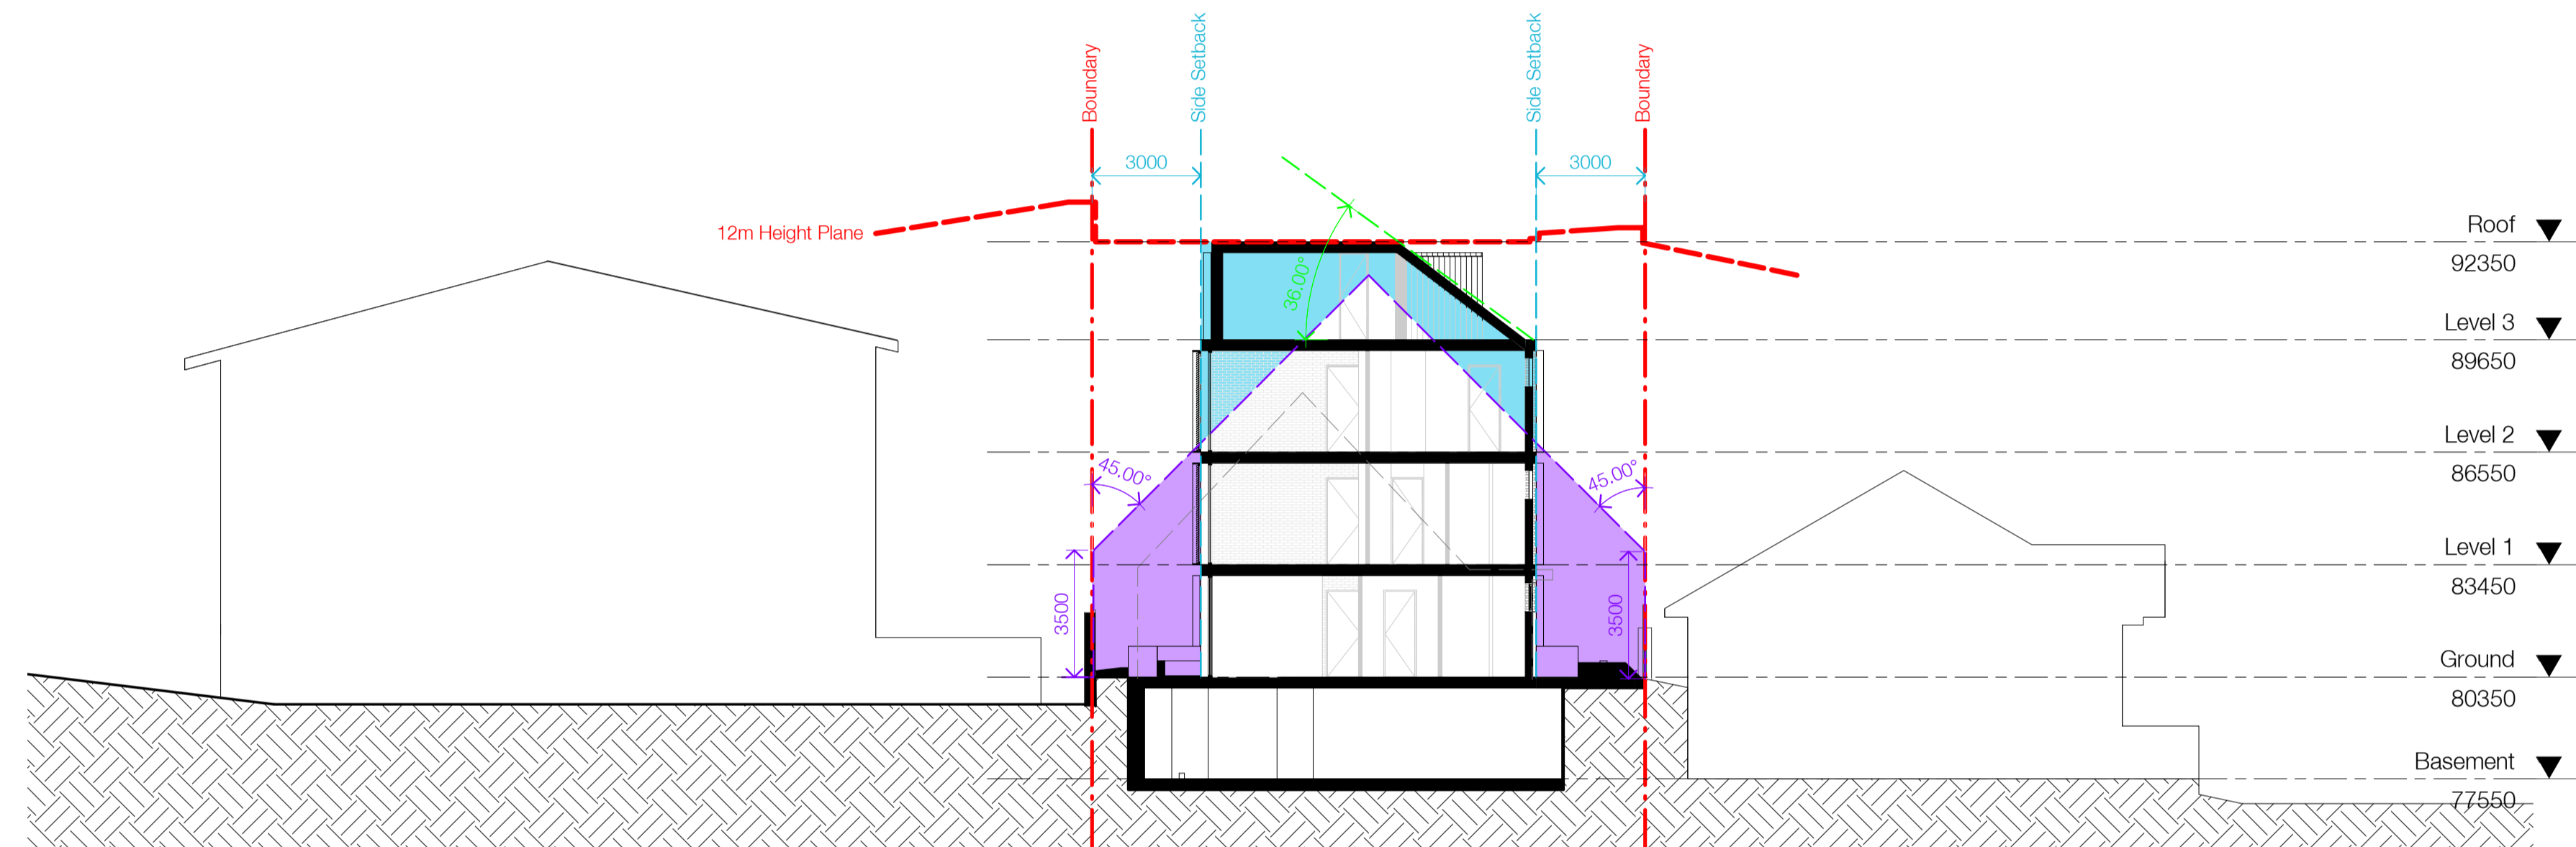 Boundary
Side Setback
Side Setback
Boundary
3000
3000
12m Height Plane
36.00°
45.00°
45.00°
3500
3500
Roof
92350
Level 3
89650
Level 2
86550
Level 1
83450
Ground
80350
Basement
77550